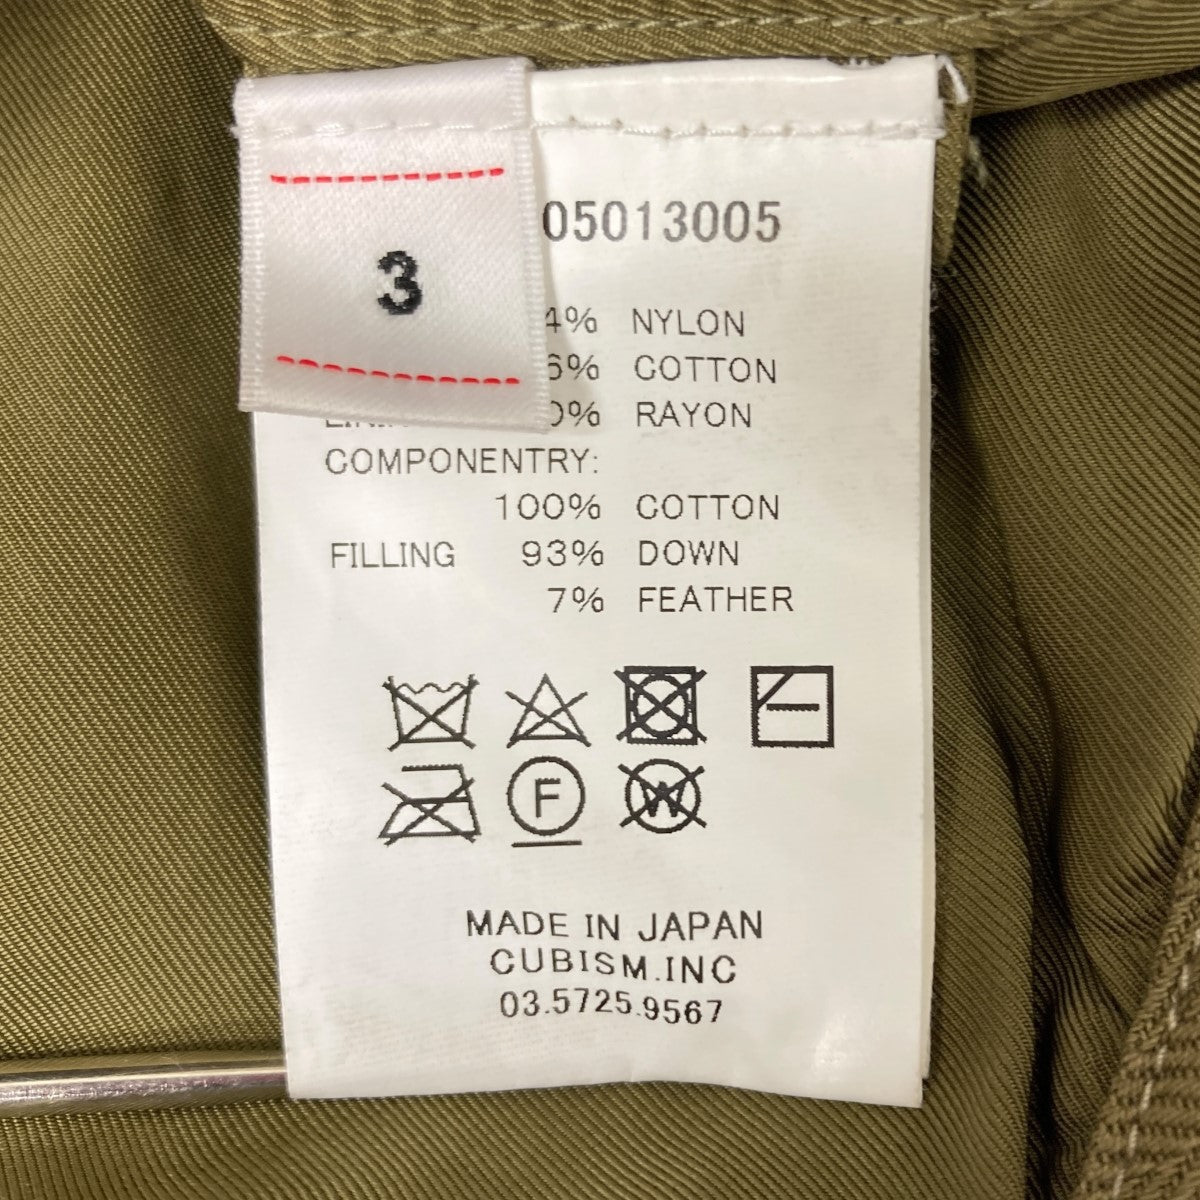 3
05013005
4% NYLON
6% COTTON
0% RAYON
COMPONENTRY:
100% COTTON
FILLING 93% DOWN
7% FEATHER
F
W
MADE IN JAPAN
CUBISM.INC
03.5725.9567